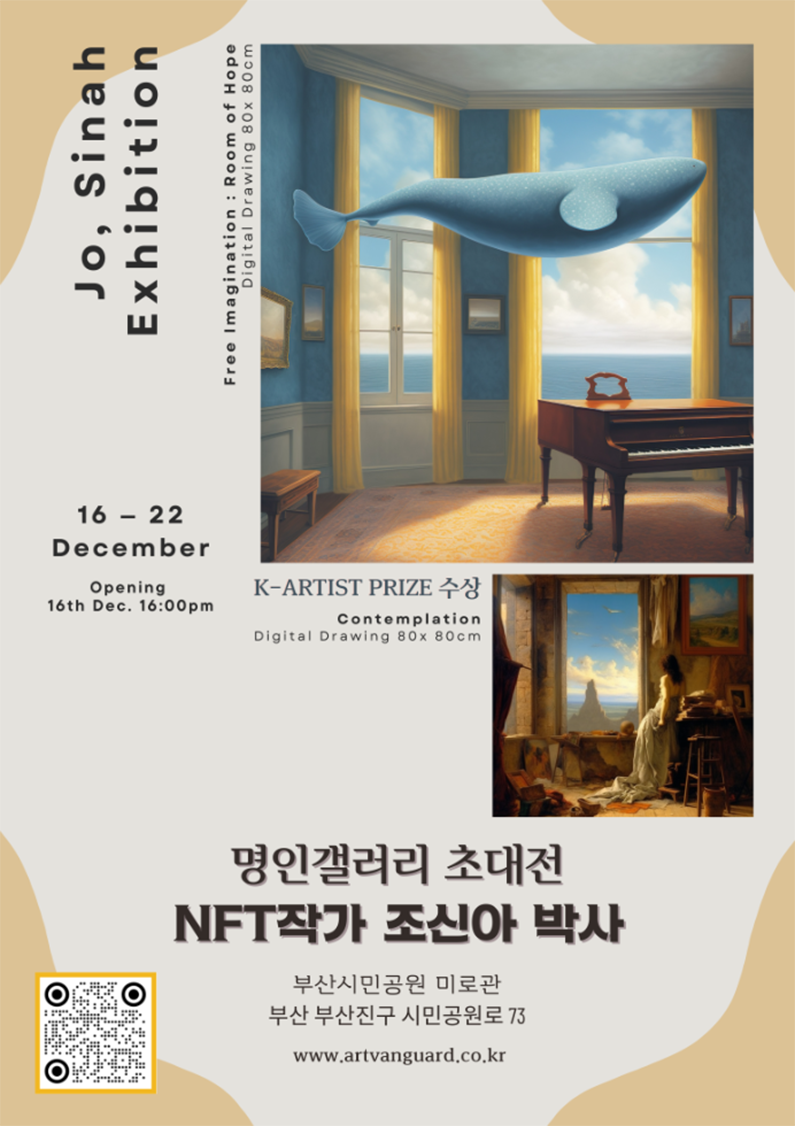 Jo, Sinah
Exhibition
Free Imagination : Room of Hope
Digital Drawing 80x 80cm
16 – 22
December
Opening
16th Dec. 16:00pm
K-ARTIST PRIZE 수상
Contemplation
Digital Drawing 80x 80cm
명인갤러리 초대전
NFT작가 조신아 박사
부산시민공원 미로관
부산 부산진구 시민공원로 73
www.artvanguard.co.kr